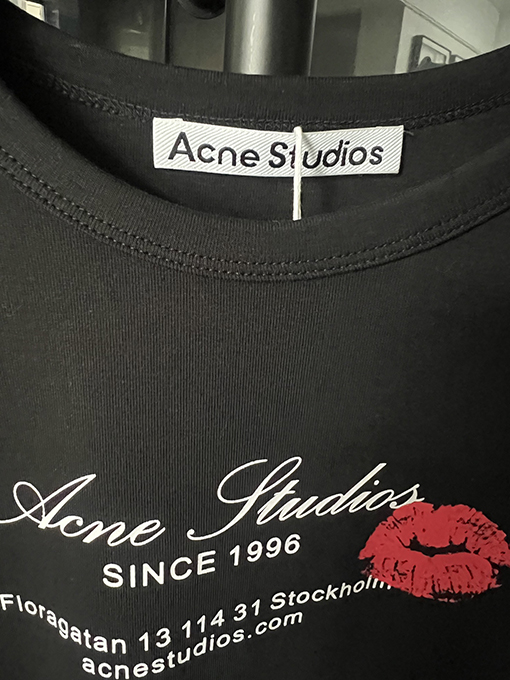 Acne Studios
Acne Studios
SINCE 1996
Floragatan 13 114 31 Stockholm
acnestudios.com